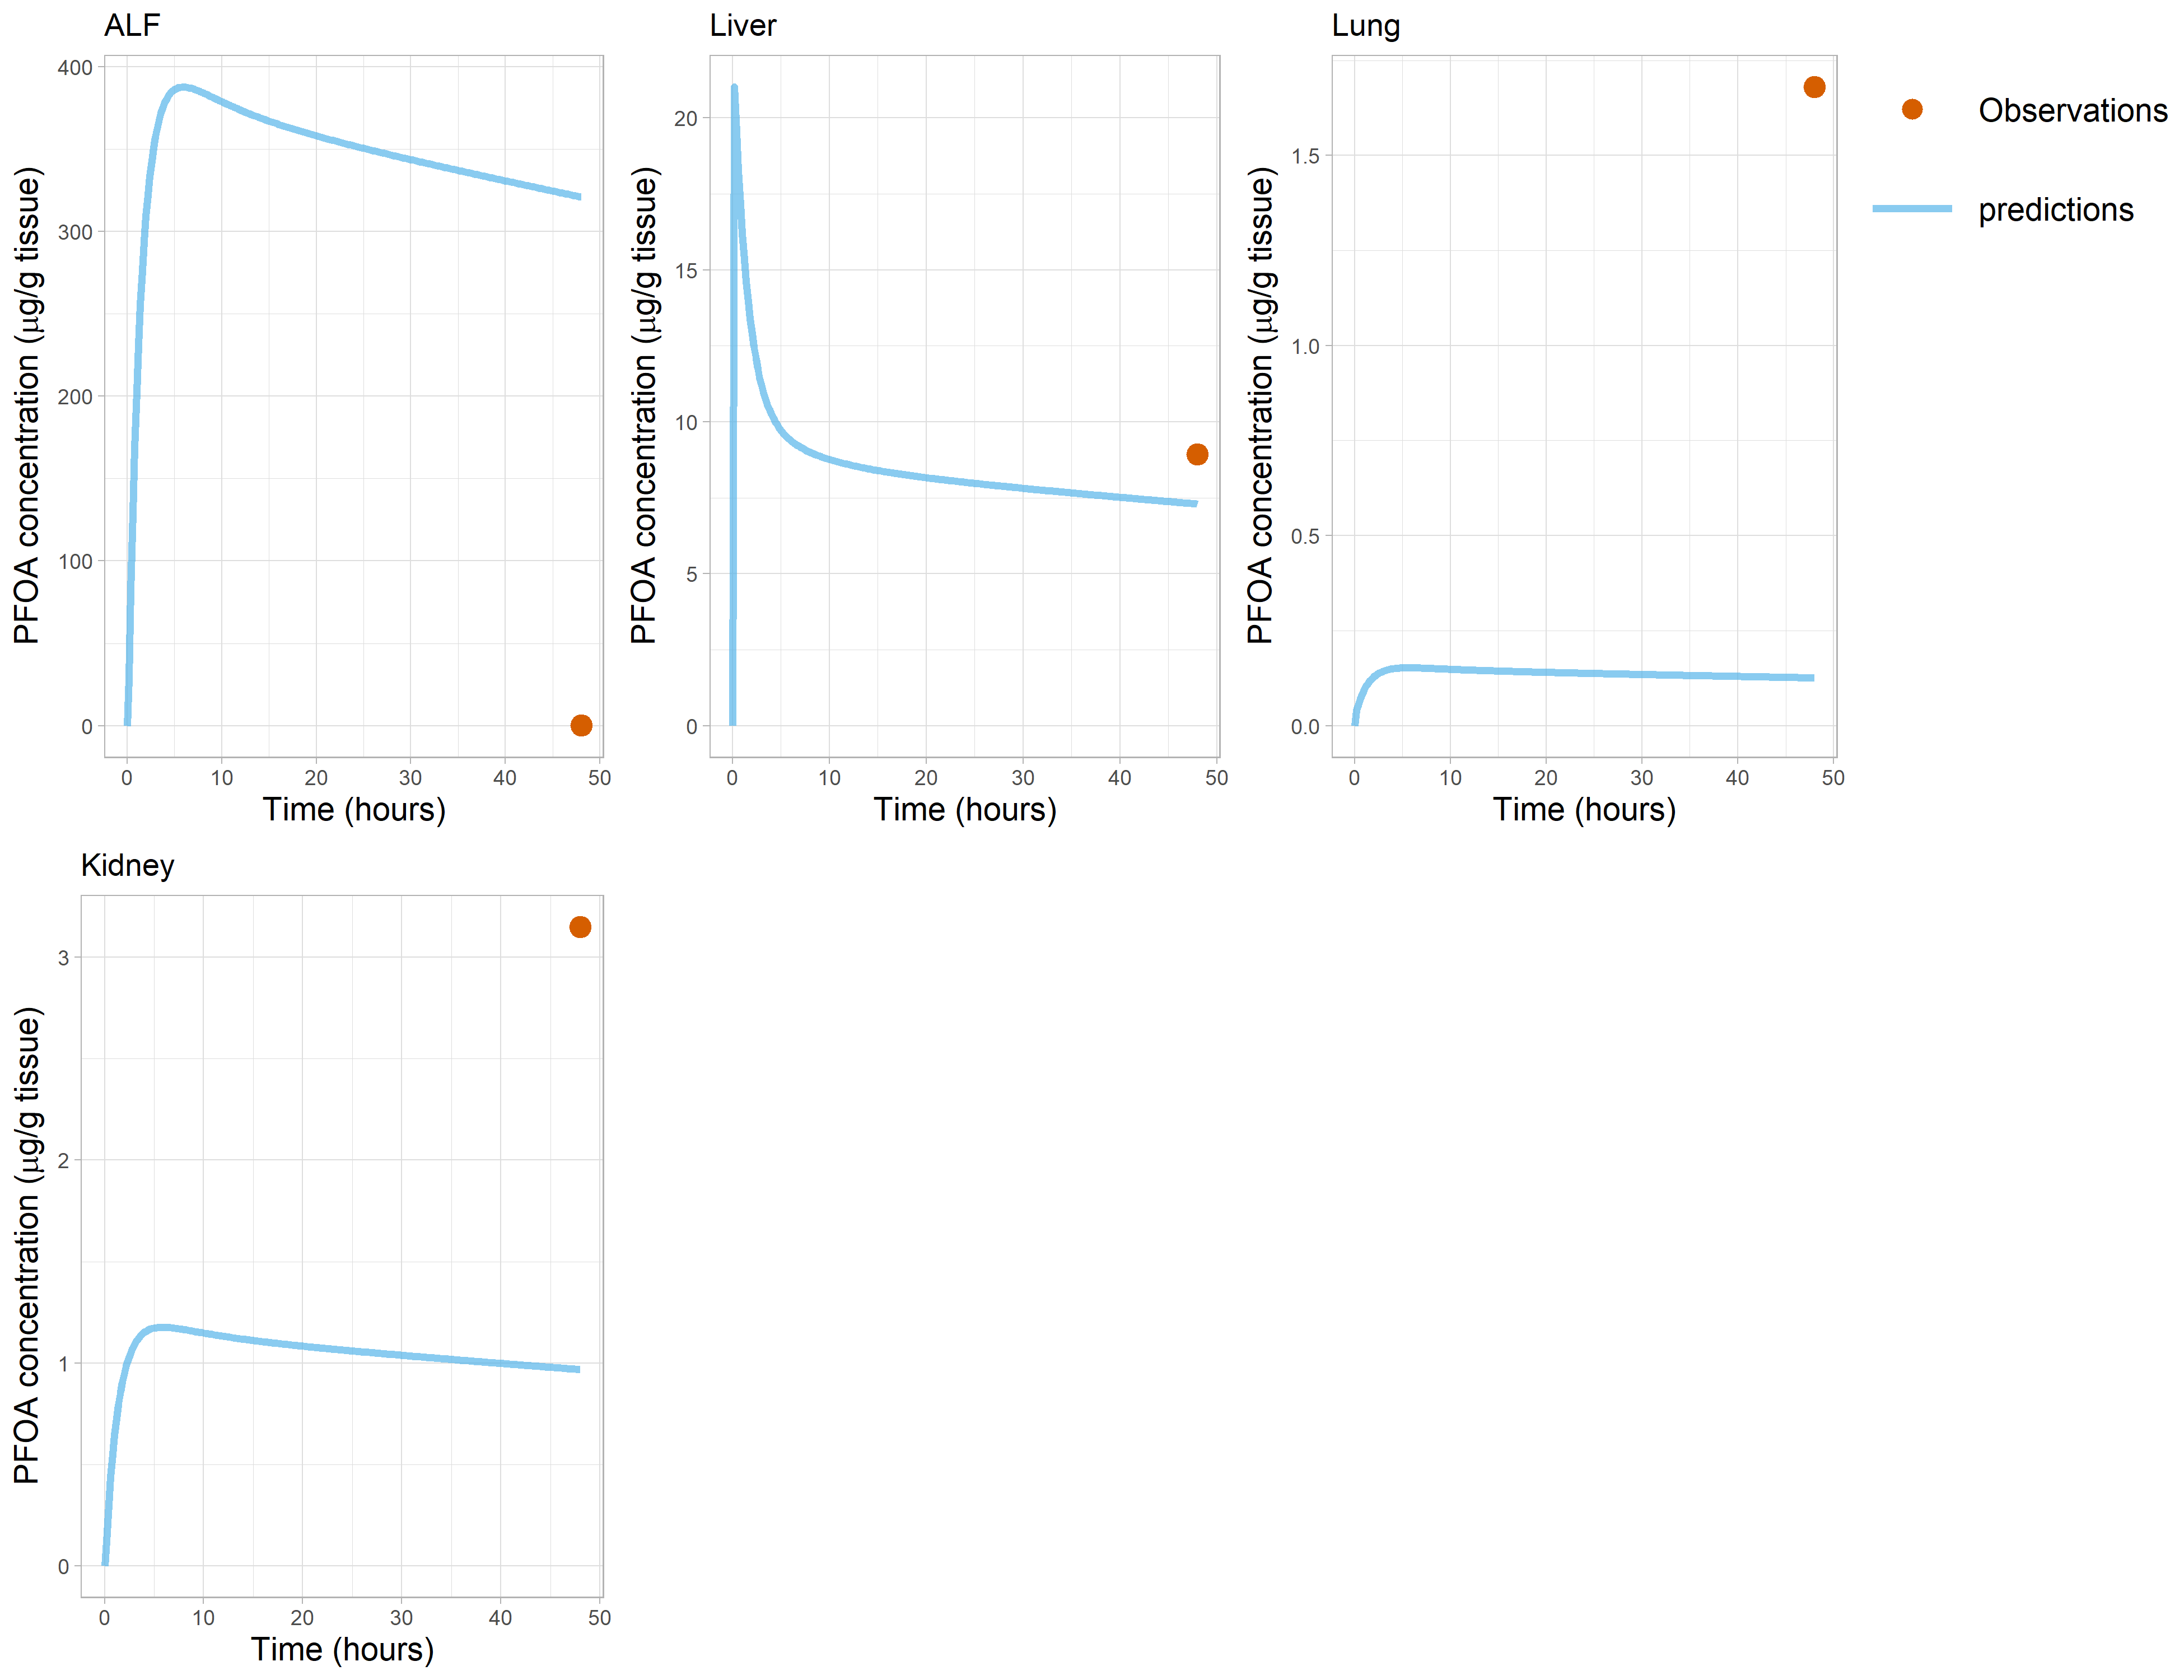 ALF
PFOA concentration (μg/g tissue)
400
300
200
100
0
0 10 20 30 40 50
Time (hours)
Liver
PFOA concentration (μg/g tissue)
20
15
10
5
0
0 10 20 30 40 50
Time (hours)
Lung
PFOA concentration (μg/g tissue)
1.5
1.0
0.5
0.0
0 10 20 30 40 50
Time (hours)
Observations
predictions
Kidney
PFOA concentration (μg/g tissue)
3
2
1
0
0 10 20 30 40 50
Time (hours)